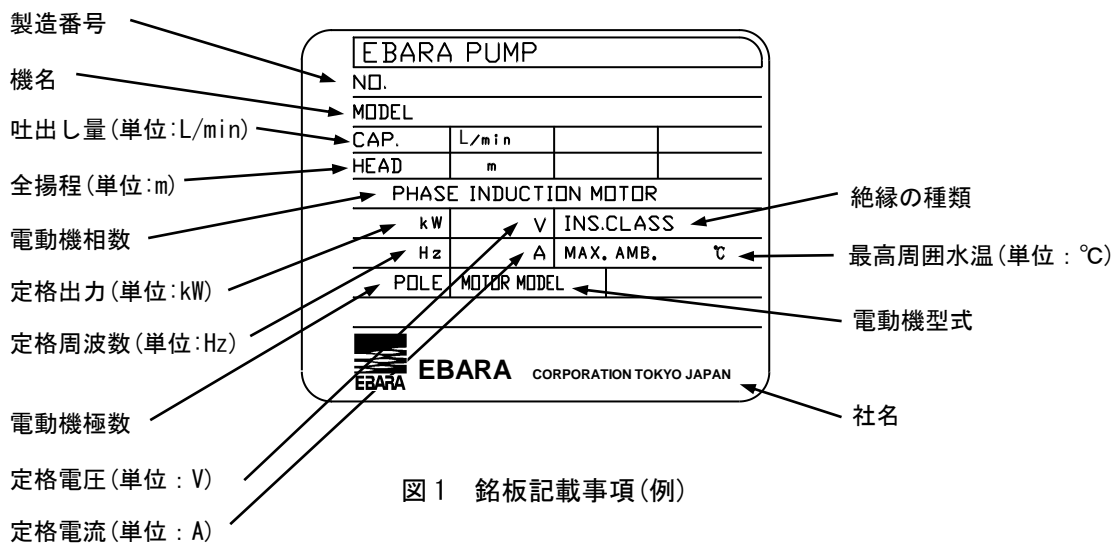 製造番号
機名
吐出し量(単位:L/min)
全揚程(単位:m)
電動機相数
定格出力(単位:kW)
定格周波数(単位:Hz)
電動機極数
定格電圧(単位:V)
定格電流(単位:A)
EBARA PUMP
NO.
MODEL
CAP. L/min
HEAD m
PHASE INDUCTION MOTOR
kW V INS.CLASS
Hz A MAX. AMB. ℃
POLE MOTOR MODEL
EBARA
EBARA CORPORATION TOKYO JAPAN
絶縁の種類
最高周囲水温(単位:℃)
電動機型式
社名
図1 銘板記載事項(例)